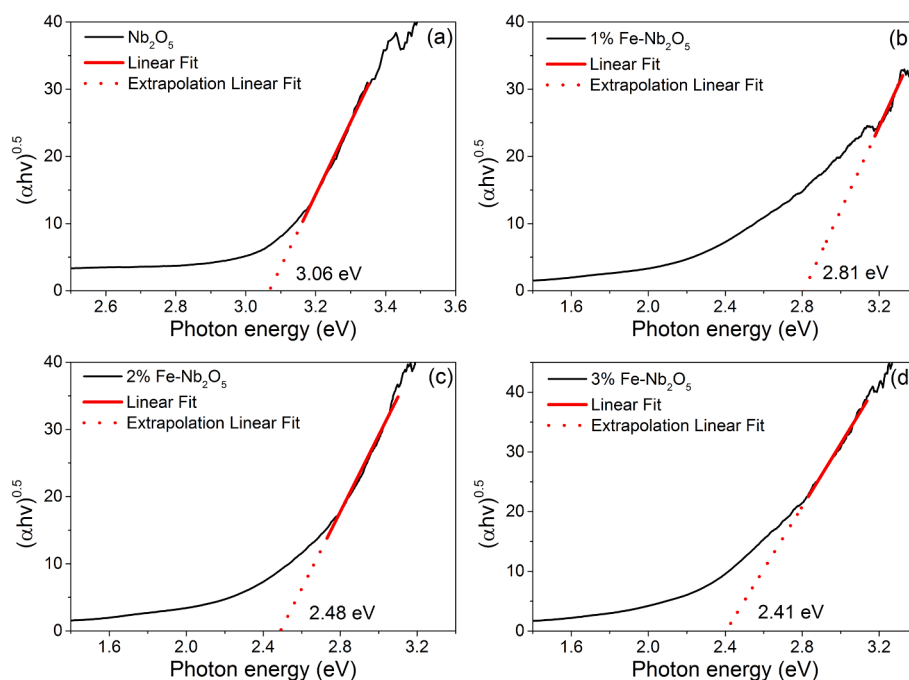 (a)
Nb₂O₅
Linear Fit
Extrapolation Linear Fit
(αhν)^0.5
40
30
20
10
0
3.06 eV
2.6 2.8 3.0 3.2 3.4 3.6
Photon energy (eV)
(b)
1% Fe-Nb₂O₅
Linear Fit
Extrapolation Linear Fit
(αhν)^0.5
40
30
20
10
0
2.81 eV
1.6 2.0 2.4 2.8 3.2
Photon energy (eV)
(c)
2% Fe-Nb₂O₅
Linear Fit
Extrapolation Linear Fit
(αhν)^0.5
40
30
20
10
0
2.48 eV
1.6 2.0 2.4 2.8 3.2
Photon energy (eV)
(d)
3% Fe-Nb₂O₅
Linear Fit
Extrapolation Linear Fit
(αhν)^0.5
40
30
20
10
0
2.41 eV
1.6 2.0 2.4 2.8 3.2
Photon energy (eV)